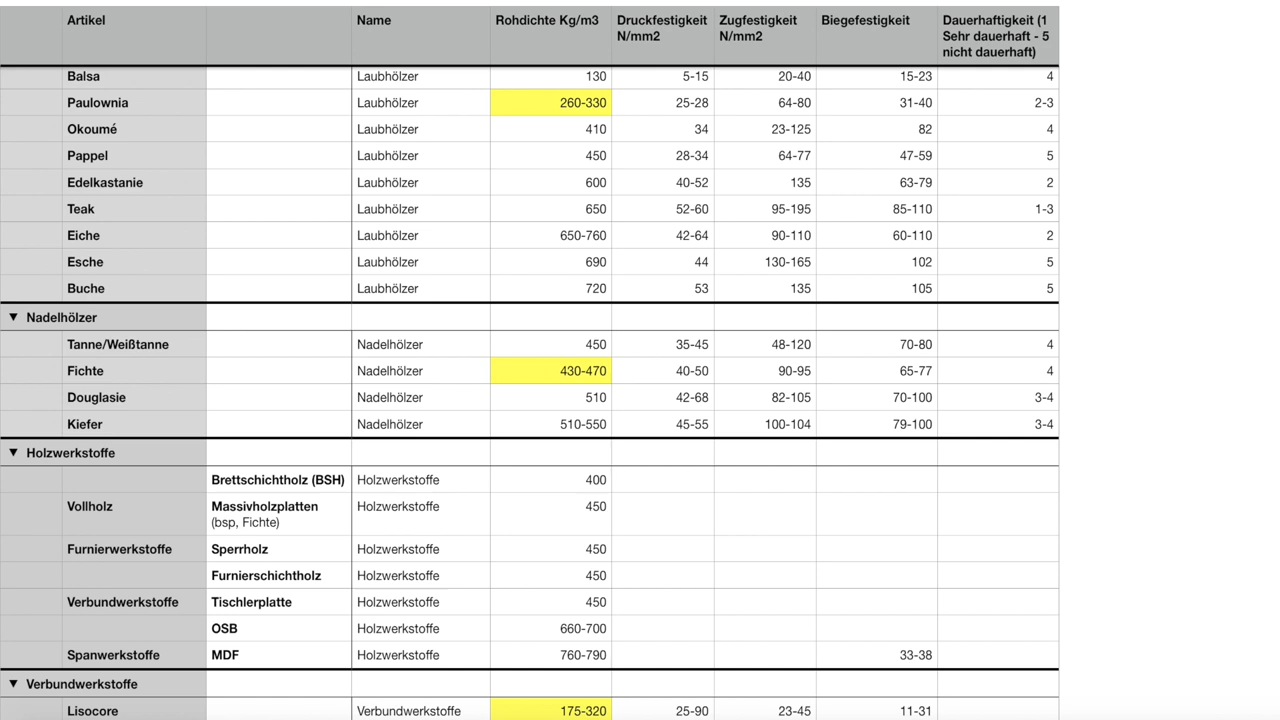 Artikel Name Rohdichte Kg/m3 Druckfestigkeit N/mm2 Zugfestigkeit N/mm2 Biegefestigkeit Dauerhaftigkeit (1 Sehr dauerhaft - 5 nicht dauerhaft)
Balsa Laubhölzer 130 5-15 20-40 15-23 4
Paulownia Laubhölzer 260-330 25-28 64-80 31-40 2-3
Okoumé Laubhölzer 410 34 23-125 82 4
Pappel Laubhölzer 450 28-34 64-77 47-59 5
Edelkastanie Laubhölzer 600 40-52 135 63-79 2
Teak Laubhölzer 650 52-60 95-195 85-110 1-3
Eiche Laubhölzer 650-760 42-64 90-110 60-110 2
Esche Laubhölzer 690 44 130-165 102 5
Buche Laubhölzer 720 53 135 105 5
▼ Nadelhölzer
Tanne/Weißtanne Nadelhölzer 450 35-45 48-120 70-80 4
Fichte Nadelhölzer 430-470 40-50 90-95 65-77 4
Douglasie Nadelhölzer 510 42-68 82-105 70-100 3-4
Kiefer Nadelhölzer 510-550 45-55 100-104 79-100 3-4
▼ Holzwerkstoffe
Brettschichtholz (BSH) Holzwerkstoffe 400
Vollholz Massivholzplatten (bsp, Fichte) Holzwerkstoffe 450
Furnierwerkstoffe Sperrholz Holzwerkstoffe 450
Furnierschichtholz Holzwerkstoffe 450
Verbundwerkstoffe Tischlerplatte Holzwerkstoffe 450
OSB Holzwerkstoffe 660-700
Spanwerkstoffe MDF Holzwerkstoffe 760-790 33-38
▼ Verbundwerkstoffe
Lisocore Verbundwerkstoffe 175-320 25-90 23-45 11-31